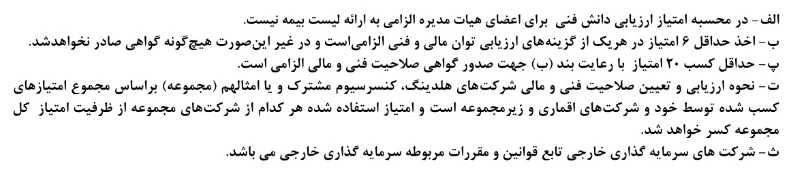 الف- در محسبه امتیاز ارزیابی دانش فنی برای اعضای هیات مدیره الزامی به ارائه لیست بیمه نیست.
ب- اخذ حداقل ۶ امتیاز در هریک از گزینه‌های ارزیابی توان مالی و فنی الزامی‌است و در غیر این‌صورت هیچ‌گونه گواهی صادر نخواهدشد.
پ- حداقل کسب ۲۰ امتیاز با رعایت بند (ب) جهت صدور گواهی صلاحیت فنی و مالی الزامی است.
ت- نحوه ارزیابی و تعیین صلاحیت فنی و مالی شرکت‌های هلدینگ، کنسرسیوم مشترک و یا امثالهم (مجموعه) براساس مجموع امتیازهای
کسب شده توسط خود و شرکت‌های اقماری و زیرمجموعه است و امتیاز استفاده شده هر کدام از شرکت‌های مجموعه از ظرفیت امتیاز کل
مجموعه کسر خواهد شد.
ث- شرکت های سرمایه گذاری خارجی تابع قوانین و مقررات مربوطه سرمایه گذاری خارجی می باشد.